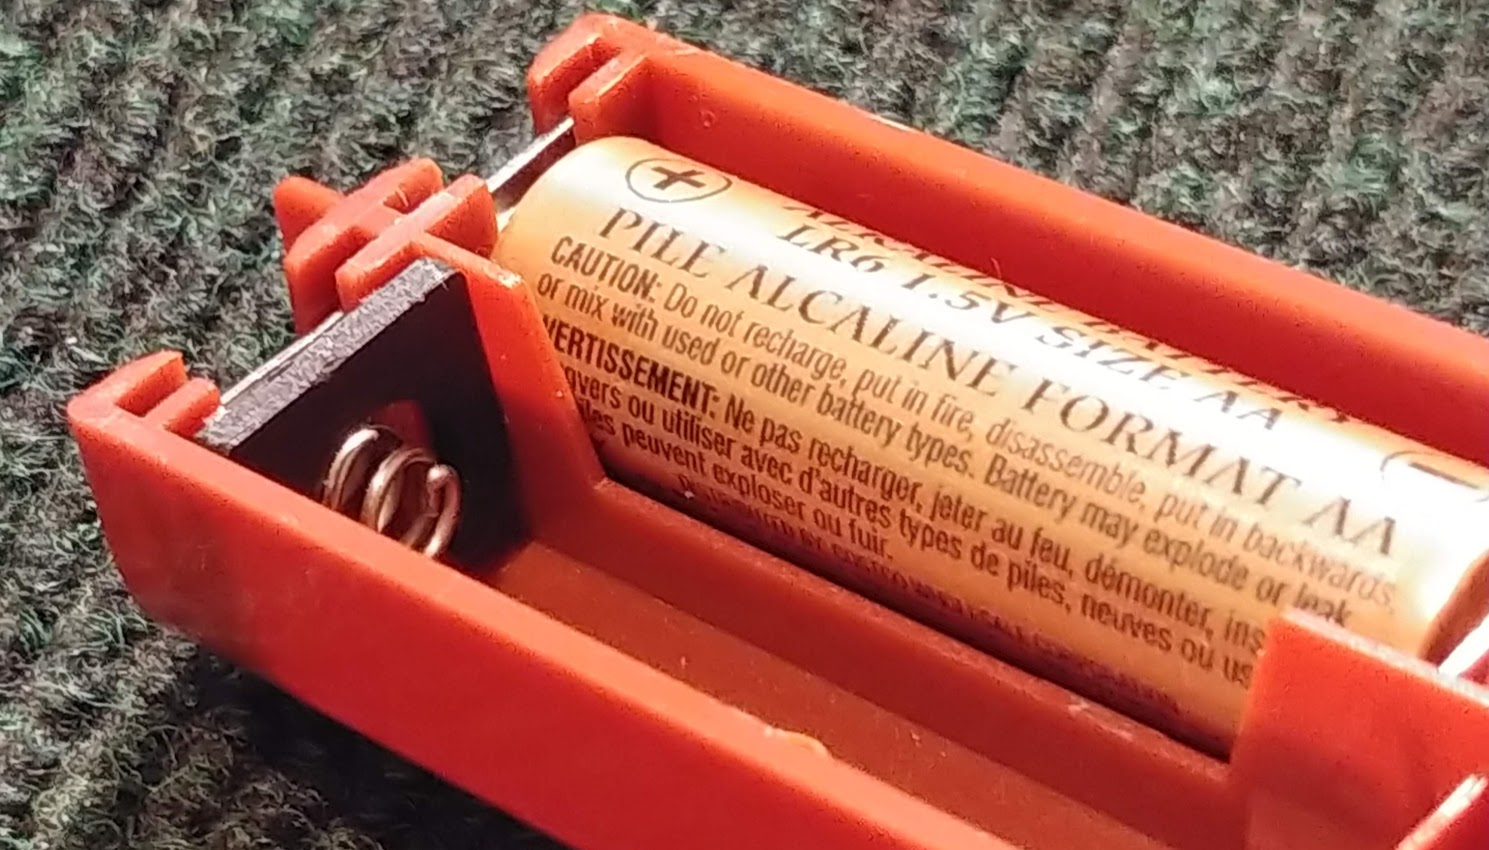 +
LR6 1.5V SIZE AA
PILE ALCALINE FORMAT AA
CAUTION: Do not recharge, put in fire, disassemble, put in backwards,
or mix with used or other battery types. Battery may explode or leak
VERTISSEMENT: Ne pas recharger, jeter au feu, démonter, ins
nvers ou utiliser avec d'autres types de piles, neuves ou us
iles peuvent exploser ou fuir.